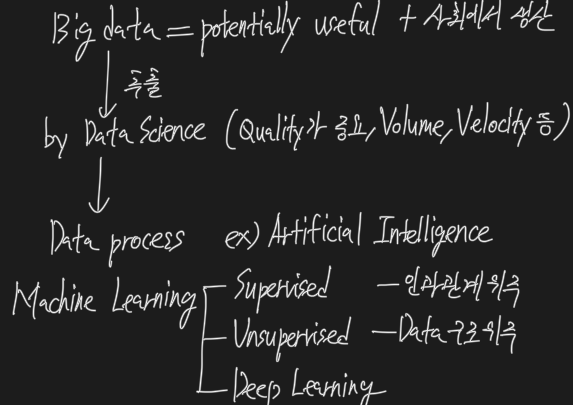 Big data = potentially useful + 사회에서 생산
추출
by Data Science (Quality가 중요, Volume, Velocity 등)
Data process ex) Artificial Intelligence
Machine Learning
Supervised - 인과관계 위주
Unsupervised - Data 구조 위주
Deep Learning